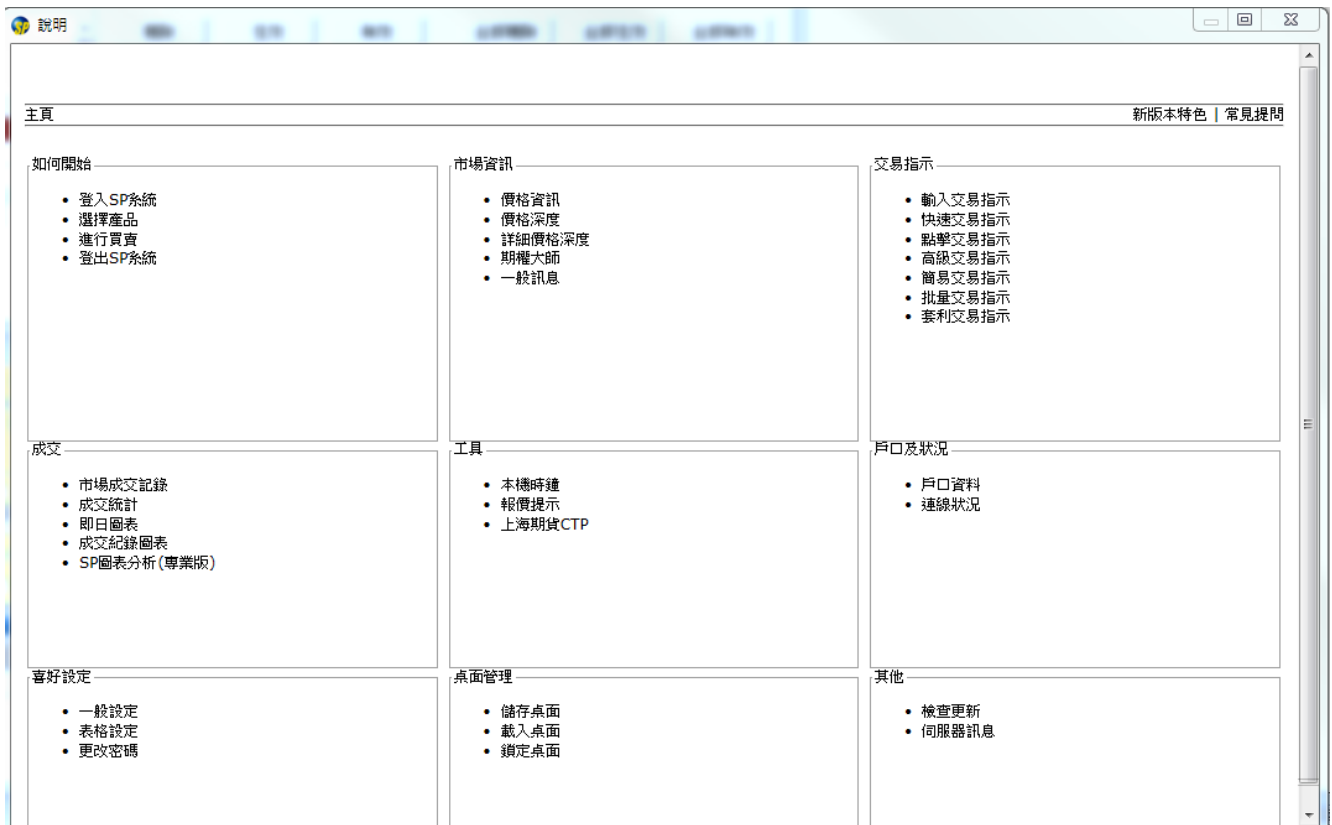 說明
主頁
新版本特色 | 常見提問
如何開始
登入SP系統
選擇產品
進行買賣
登出SP系統
市場資訊
價格資訊
價格深度
詳細價格深度
期權大師
一般訊息
交易指示
輸入交易指示
快速交易指示
點擊交易指示
高級交易指示
簡易交易指示
批量交易指示
套利交易指示
成交
市場成交記錄
成交統計
即日圖表
成交紀錄圖表
SP圖表分析(專業版)
工具
本機時鐘
報價提示
上海期貨CTP
戶口及狀況
戶口資料
連線狀況
喜好設定
一般設定
表格設定
更改密碼
桌面管理
儲存桌面
載入桌面
鎖定桌面
其他
檢查更新
伺服器訊息